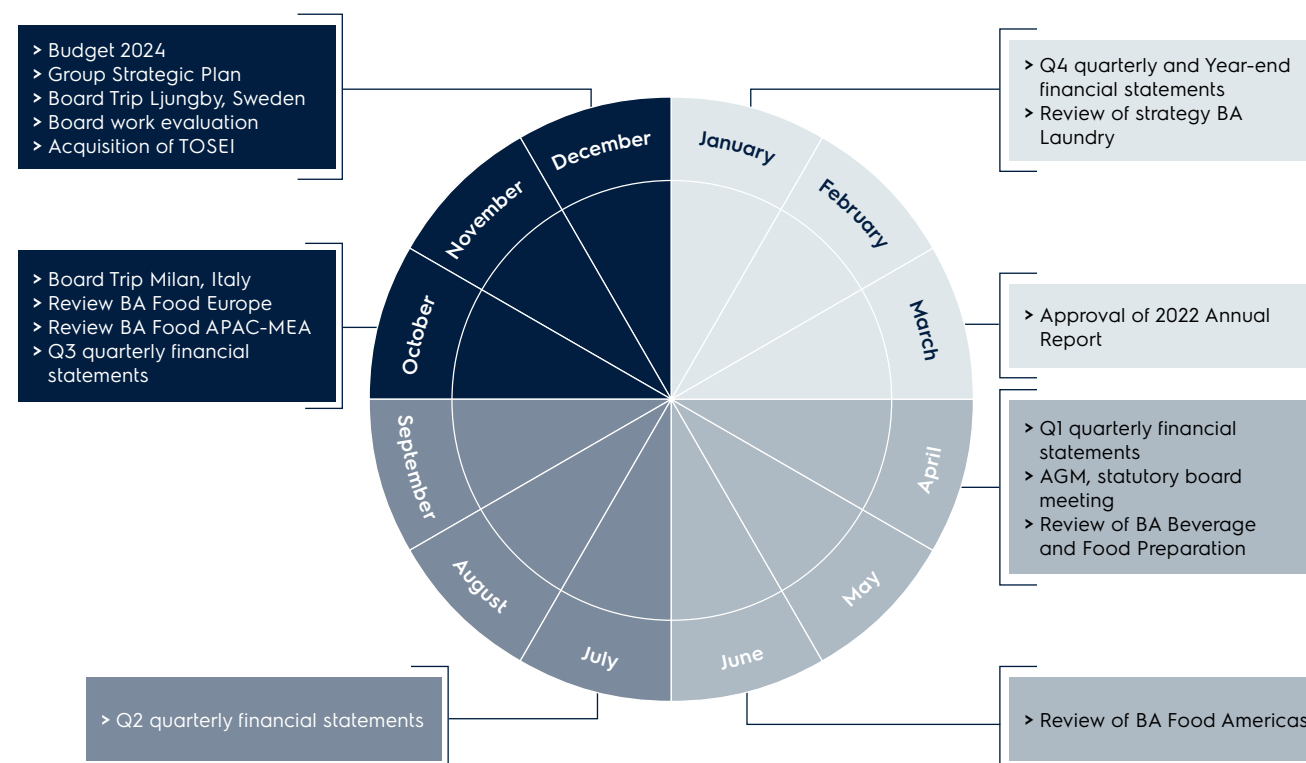 > Budget 2024
> Group Strategic Plan
> Board Trip Ljungby, Sweden
> Board work evaluation
> Acquisition of TOSEI
> Q4 quarterly and Year-end
financial statements
> Review of strategy BA
Laundry
December
January
November
February
October
March
> Board Trip Milan, Italy
> Review BA Food Europe
> Review BA Food APAC-MEA
> Q3 quarterly financial
statements
> Approval of 2022 Annual
Report
September
April
August
May
July
June
> Q1 quarterly financial
statements
> AGM, statutory board
meeting
> Review of BA Beverage
and Food Preparation
> Q2 quarterly financial statements
> Review of BA Food Americas